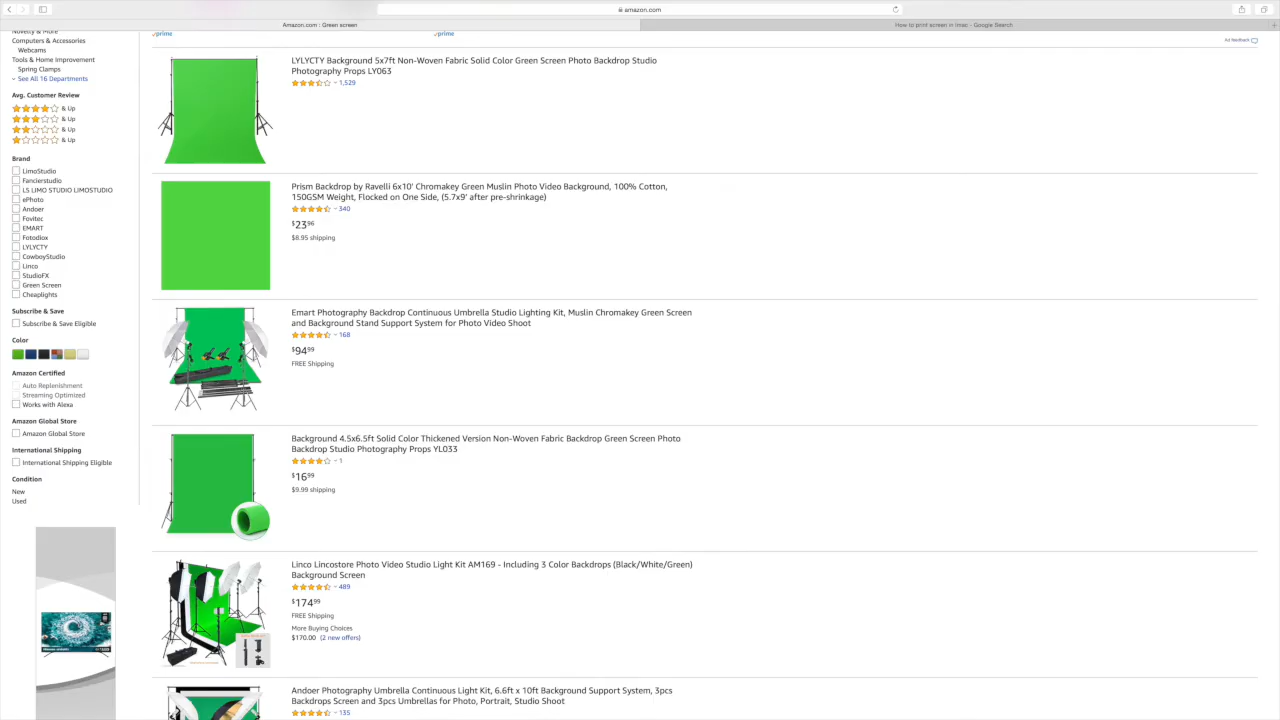 amazon.com
Amazon.com : Green screen
How to print screen in imac - Google Search
Novelty & More
Computers & Accessories
Webcams
Tools & Home Improvement
Spring Clamps
See All 16 Departments
Avg. Customer Review
& Up
& Up
& Up
& Up
Brand
LimoStudio
Fancierstudio
LS LIMO STUDIO LIMOSTUDIO
ePhoto
Andoer
Fovitec
EMART
Fotodiox
LYLYCTY
CowboyStudio
Linco
StudioFX
Green Screen
Cheaplights
Subscribe & Save
Subscribe & Save Eligible
Color
Amazon Certified
Auto Replenishment
Streaming Optimized
Works with Alexa
Amazon Global Store
Amazon Global Store
International Shipping
International Shipping Eligible
Condition
New
Used
prime
prime
Ad feedback
LYLYCTY Background 5x7ft Non-Woven Fabric Solid Color Green Screen Photo Backdrop Studio
Photography Props LY063
1,529
Prism Backdrop by Ravelli 6x10' Chromakey Green Muslin Photo Video Background, 100% Cotton,
150GSM Weight, Flocked on One Side, (5.7x9' after pre-shrinkage)
340
$23 96
$8.95 shipping
Emart Photography Backdrop Continuous Umbrella Studio Lighting Kit, Muslin Chromakey Green Screen
and Background Stand Support System for Photo Video Shoot
168
$94 99
FREE Shipping
Background 4.5x6.5ft Solid Color Thickened Version Non-Woven Fabric Backdrop Green Screen Photo
Backdrop Studio Photography Props YL033
1
$16 99
$9.99 shipping
Linco Lincostore Photo Video Studio Light Kit AM169 - Including 3 Color Backdrops (Black/White/Green)
Background Screen
489
$174 99
FREE Shipping
More Buying Choices
$170.00 (2 new offers)
Andoer Photography Umbrella Continuous Light Kit, 6.6ft x 10ft Background Support System, 3pcs
Backdrops Screen and 3pcs Umbrellas for Photo, Portrait, Studio Shoot
135